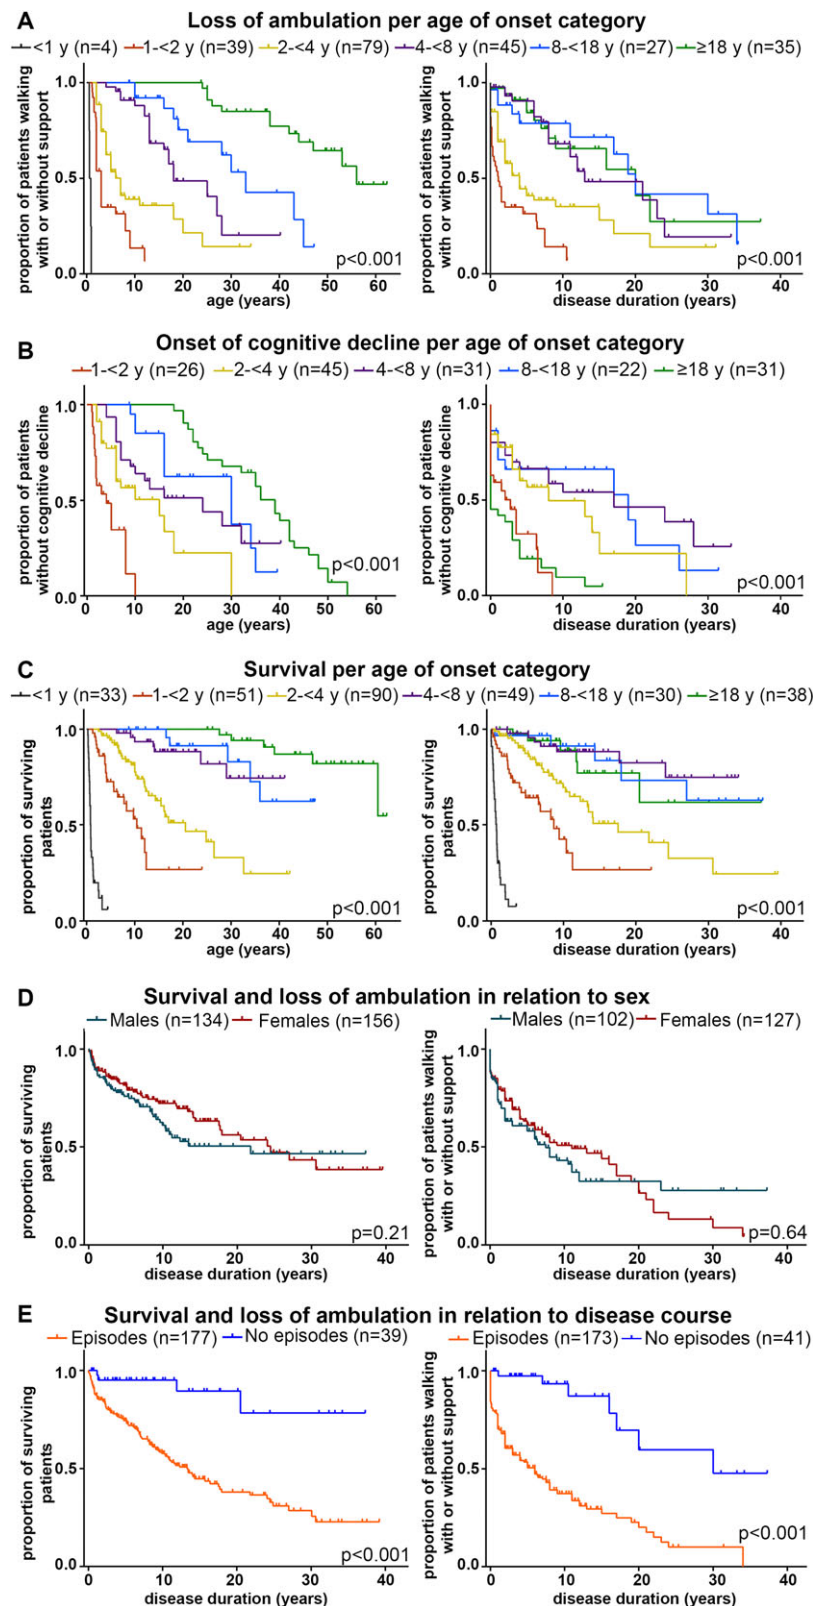 A Loss of ambulation per age of onset category
<1 y (n=4) 1-<2 y (n=39) 2-<4 y (n=79) 4-<8 y (n=45) 8-<18 y (n=27) ≥18 y (n=35)
proportion of patients walking
with or without support
1.0
0.5
0.0
0 10 20 30 40 50 60
age (years)
p<0.001
proportion of patients walking
with or without support
1.0
0.5
0.0
0 10 20 30 40
disease duration (years)
p<0.001
B Onset of cognitive decline per age of onset category
1-<2 y (n=26) 2-<4 y (n=45) 4-<8 y (n=31) 8-<18 y (n=22) ≥18 y (n=31)
proportion of patients
without cognitive decline
1.0
0.5
0.0
0 10 20 30 40 50 60
age (years)
p<0.001
proportion of patients
without cognitive decline
1.0
0.5
0.0
0 10 20 30 40
disease duration (years)
p<0.001
C Survival per age of onset category
<1 y (n=33) 1-<2 y (n=51) 2-<4 y (n=90) 4-<8 y (n=49) 8-<18 y (n=30) ≥18 y (n=38)
proportion of surviving
patients
1.0
0.5
0.0
0 10 20 30 40 50 60
age (years)
p<0.001
proportion of surviving
patients
1.0
0.5
0.0
0 10 20 30 40
disease duration (years)
p<0.001
D Survival and loss of ambulation in relation to sex
Males (n=134) Females (n=156)
proportion of surviving
patients
1.0
0.5
0.0
0 10 20 30 40
disease duration (years)
p=0.21
Males (n=102) Females (n=127)
proportion of patients walking
with or without support
1.0
0.5
0.0
0 10 20 30 40
disease duration (years)
p=0.64
E Survival and loss of ambulation in relation to disease course
Episodes (n=177) No episodes (n=39)
proportion of surviving
patients
1.0
0.5
0.0
0 10 20 30 40
disease duration (years)
p<0.001
Episodes (n=173) No episodes (n=41)
proportion of patients walking
with or without support
1.0
0.5
0.0
0 10 20 30 40
disease duration (years)
p<0.001